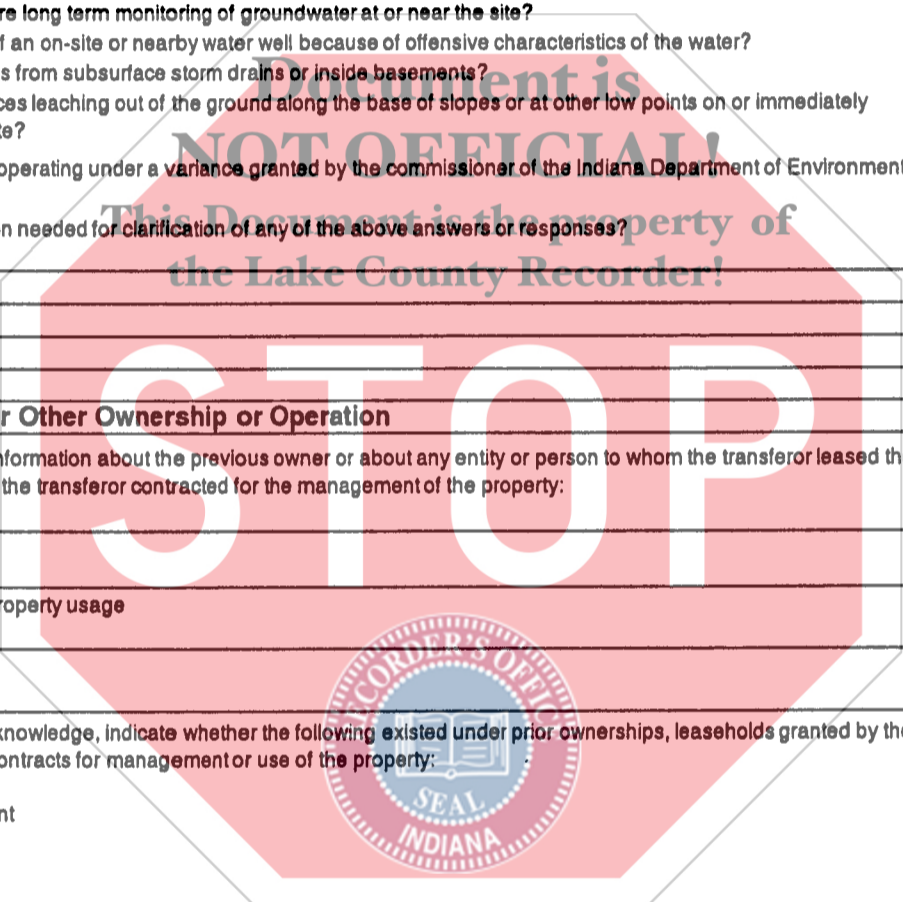 re long term monitoring of groundwater at or near the site?
f an on-site or nearby water well because of offensive characteristics of the water?
s from subsurface storm drains or inside basements?
Document is
ces leaching out of the ground along the base of slopes or at other low points on or immediately
te?
NOT OFFICIAL!
operating under a variance granted by the commissioner of the Indiana Department of Environment
This Document is the property of
n needed for clarification of any of the above answers or responses?
the Lake County Recorder!
STOP
r Other Ownership or Operation
nformation about the previous owner or about any entity or person to whom the transferor leased th
the transferor contracted for the management of the property:
roperty usage
RECORDER'S OFFICE
knowledge, indicate whether the following existed under prior ownerships, leaseholds granted by the
ontracts for management or use of the property:
SEAL
nt
INDIANA